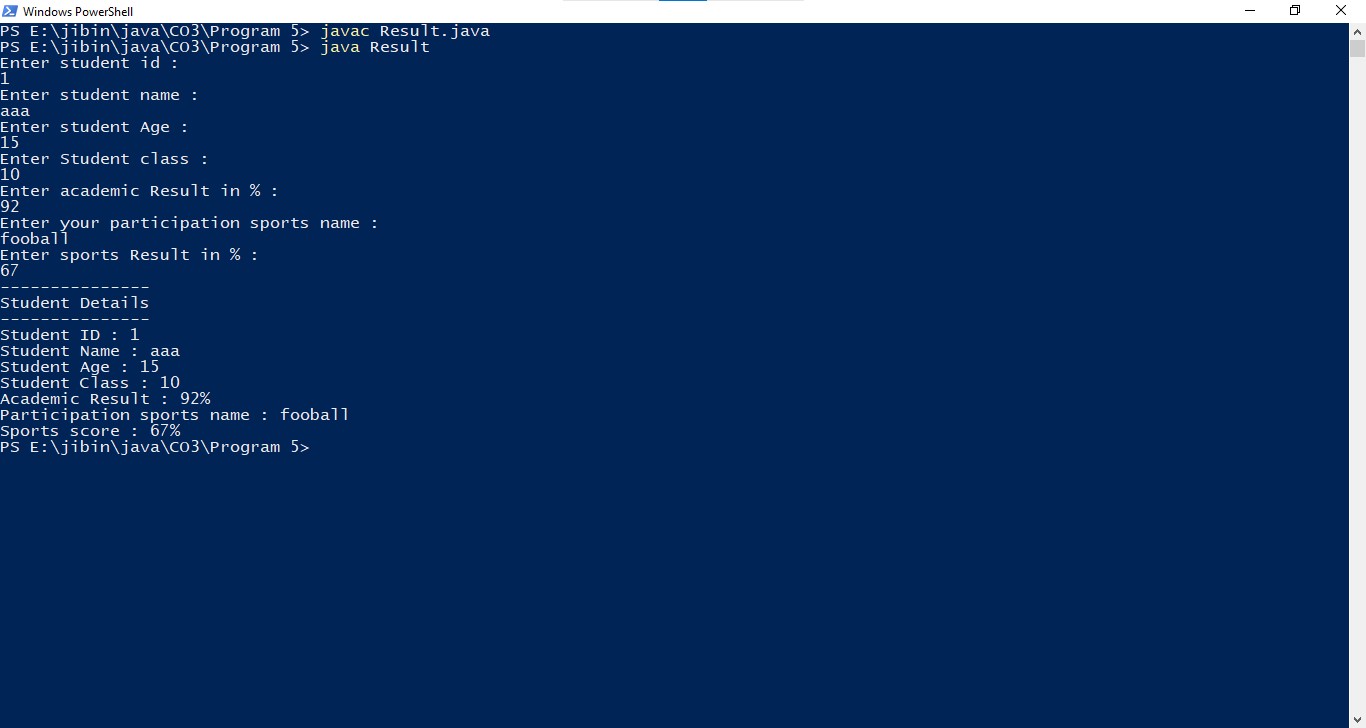 Windows PowerShell
PS E:\jibin\java\CO3\Program 5> javac Result.java
PS E:\jibin\java\CO3\Program 5> java Result
Enter student id :
1
Enter student name :
aaa
Enter student Age :
15
Enter Student class :
10
Enter academic Result in % :
92
Enter your participation sports name :
fooball
Enter sports Result in % :
67
---------------
Student Details
---------------
Student ID : 1
Student Name : aaa
Student Age : 15
Student Class : 10
Academic Result : 92%
Participation sports name : fooball
Sports score : 67%
PS E:\jibin\java\CO3\Program 5>